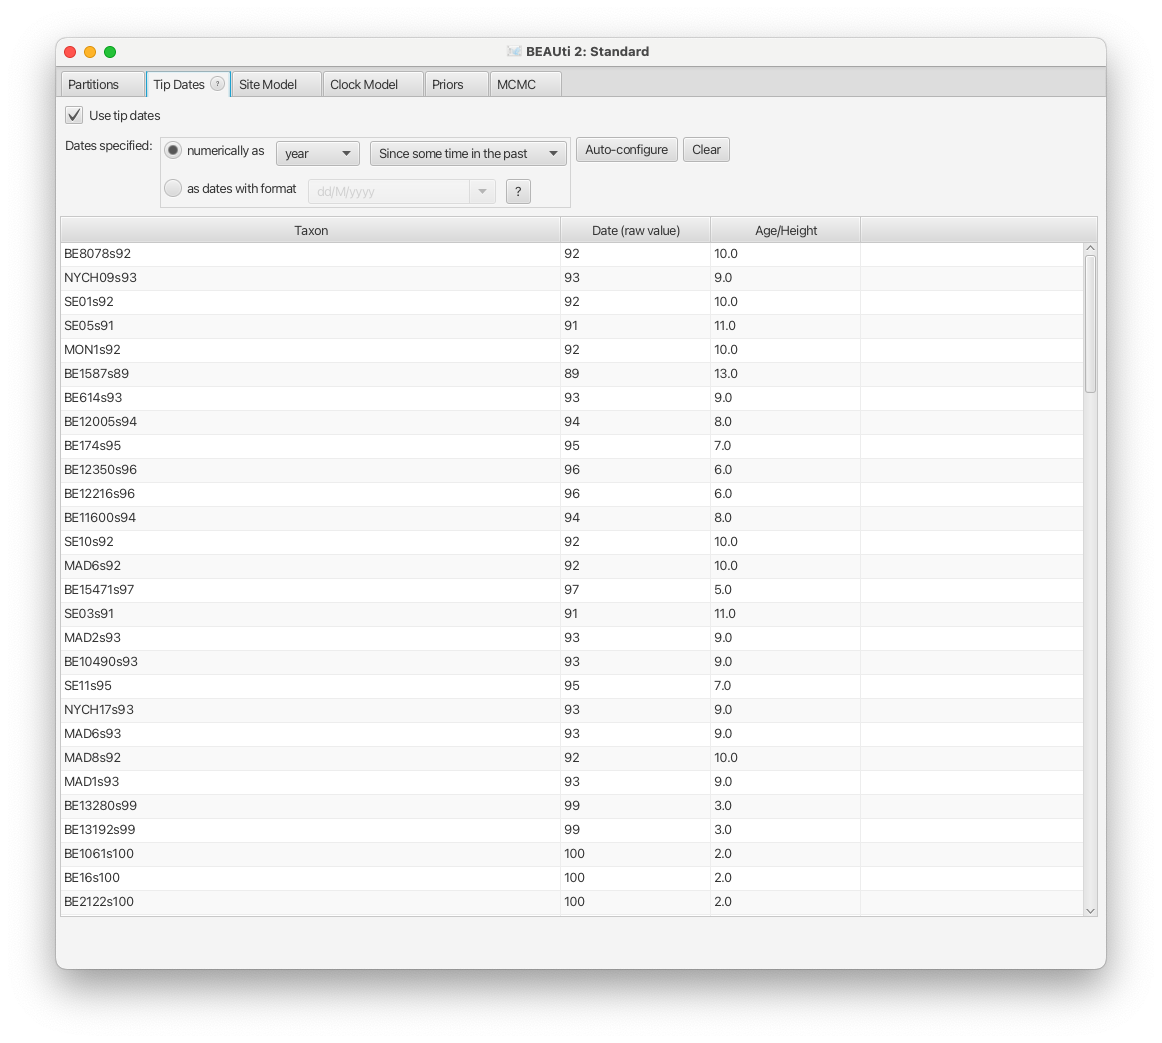 BEAUti 2: Standard
Partitions Tip Dates ? Site Model Clock Model Priors MCMC
Use tip dates
Dates specified: numerically as year Since some time in the past Auto-configure Clear
as dates with format dd/M/yyyy ?
Taxon Date (raw value) Age/Height
BE8078s92 92 10.0
NYCH09s93 93 9.0
SE01s92 92 10.0
SE05s91 91 11.0
MON1s92 92 10.0
BE1587s89 89 13.0
BE614s93 93 9.0
BE12005s94 94 8.0
BE174s95 95 7.0
BE12350s96 96 6.0
BE12216s96 96 6.0
BE11600s94 94 8.0
SE10s92 92 10.0
MAD6s92 92 10.0
BE15471s97 97 5.0
SE03s91 91 11.0
MAD2s93 93 9.0
BE10490s93 93 9.0
SE11s95 95 7.0
NYCH17s93 93 9.0
MAD6s93 93 9.0
MAD8s92 92 10.0
MAD1s93 93 9.0
BE13280s99 99 3.0
BE13192s99 99 3.0
BE1061s100 100 2.0
BE16s100 100 2.0
BE2122s100 100 2.0